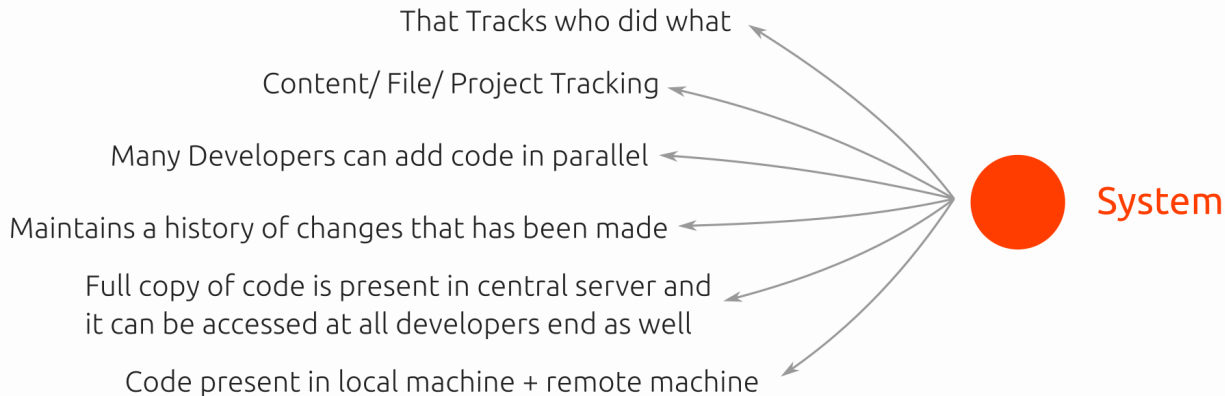 That Tracks who did what
Content/ File/ Project Tracking
Many Developers can add code in parallel
Maintains a history of changes that has been made
Full copy of code is present in central server and
it can be accessed at all developers end as well
Code present in local machine + remote machine
System